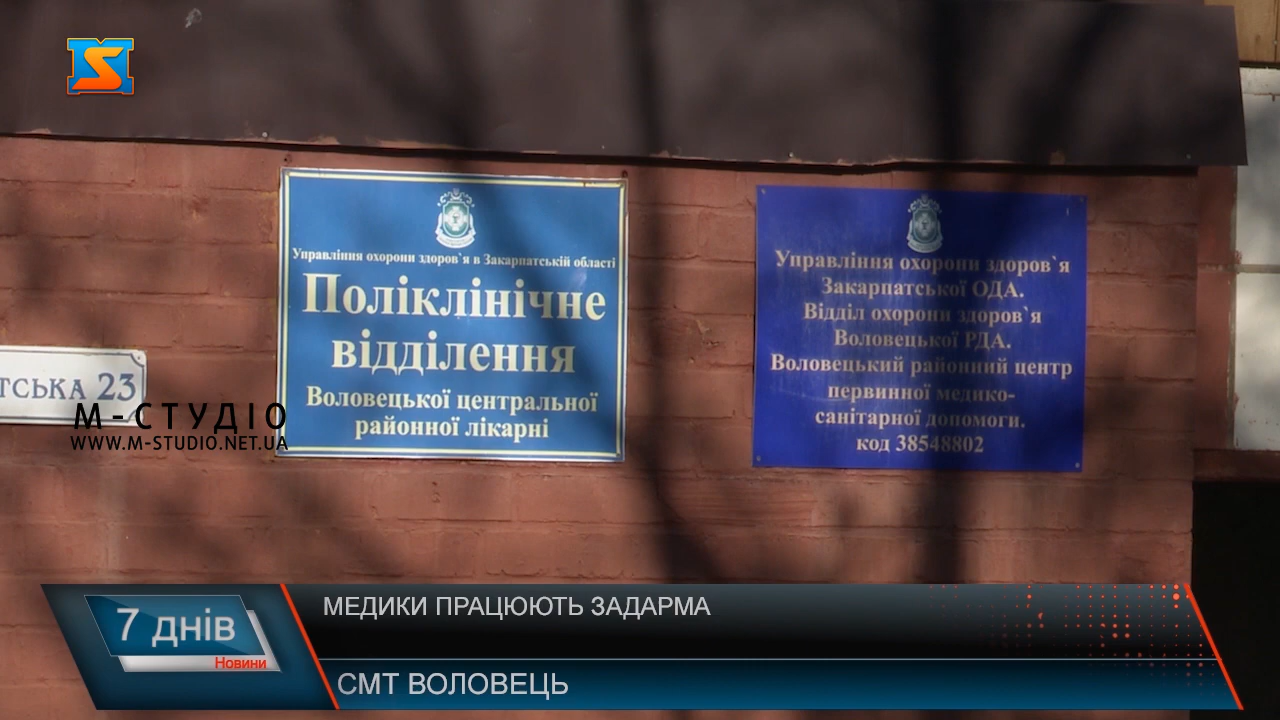 Управління охорони здоров`я в Закарпатській області
Поліклінічне
відділення
Воловецької центральної
районної лікарні
Управління охорони здоров`я
Закарпатської ОДА.
Відділ охорони здоров`я
Воловецької РДА.
Воловецький районний центр
первинної медико-
санітарної допомоги.
код 38548802
ТСЬКА 23
М-СТУДІО
WWW.M-STUDIO.NET.UA
МЕДИКИ ПРАЦЮЮТЬ ЗАДАРМА
7 днів
Новини
СМТ ВОЛОВЕЦЬ